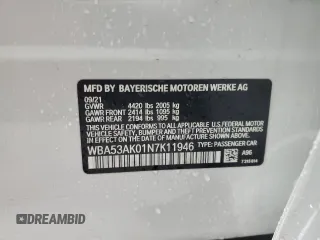 MFD BY BAYERISCHE MOTOREN WERKE AG
09/21
GVWR 4420 lbs 2005 kg
GAWR FRONT 2414 lbs 1095 kg
GAWR REAR 2194 lbs 995 kg
THIS VEHICLE CONFORMS TO ALL APPLICABLE
U.S. FEDERAL MOTOR VEHICLE SAFETY, BUMPER,
AND THEFT PREVENTION STANDARDS IN EFFECT
ON THE DATE OF MANUFACTURE SHOWN ABOVE.
WBA53AK01N7K11946
TYPE: PASSENGER CAR
A96
AUTOBIDMASTER